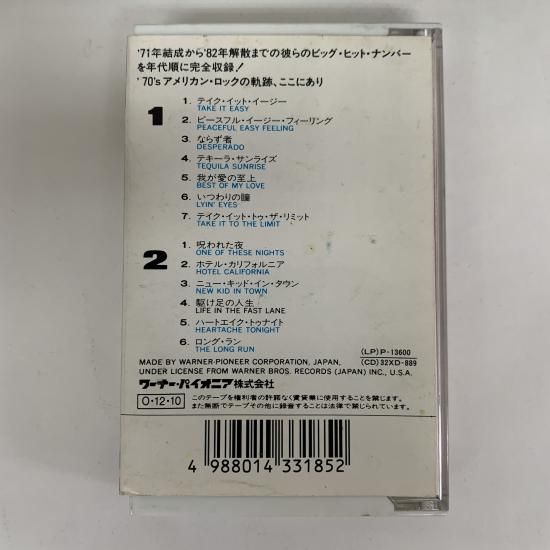 '71年結成から'82年解散までの彼らのビッグ・ヒット・ナンバー
を年代順に完全収録!
'70'sアメリカン・ロックの軌跡、ここにあり
1
1. テイク・イット・イージー
TAKE IT EASY
2. ピースフル・イージー・フィーリング
PEACEFUL EASY FEELING
3. ならず者
DESPERADO
4. テキーラ・サンライズ
TEQUILA SUNRISE
5. 我が愛の至上
BEST OF MY LOVE
6. いつわりの瞳
LYIN' EYES
7. テイク・イット・トゥ・ザ・リミット
TAKE IT TO THE LIMIT
2
1. 呪われた夜
ONE OF THESE NIGHTS
2. ホテル・カリフォルニア
HOTEL CALIFORNIA
3. ニュー・キッド・イン・タウン
NEW KID IN TOWN
4. 駆け足の人生
LIFE IN THE FAST LANE
5. ハートエイク・トゥナイト
HEARTACHE TONIGHT
6. ロング・ラン
THE LONG RUN
(LP)P-13600
(CD)32XD-889
MADE BY WARNER-PIONEER CORPORATION, JAPAN,
UNDER LICENSE FROM WARNER BROS. RECORDS (JAPAN) INC., U.S.A.
ワーナー・パイオニア株式会社
O・12・10
このテープを権利者の許諾なく賃貸業に使用することを禁じます。
また無断でテープその他に録音することは法律で禁じられています。
4 988014 331852